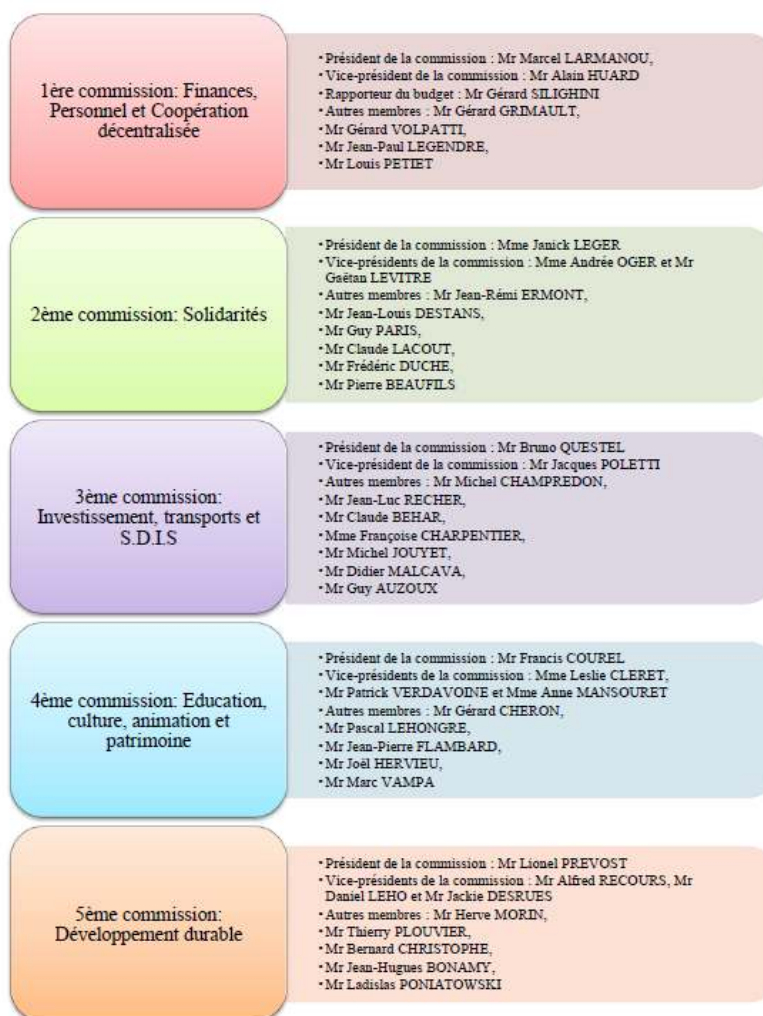 1ère commission: Finances,
Personnel et Coopération
décentralisée
• Président de la commission : Mr Marcel LARMANOU,
• Vice-président de la commission : Mr Alain HUARD
• Rapporteur du budget : Mr Gérard SILIGHINI
• Autres membres : Mr Gérard GRIMAULT,
• Mr Gérard VOLPATTI,
• Mr Jean-Paul LEGENDRE,
• Mr Louis PETIET
2ème commission: Solidarités
• Président de la commission : Mme Janick LEGER
• Vice-présidents de la commission : Mme Andrée OGER et Mr
Gaëtan LEVITRE
• Autres membres : Mr Jean-Rémi ERMONT,
• Mr Jean-Louis DESTANS,
• Mr Guy PARIS,
• Mr Claude LACOUT,
• Mr Frédéric DUCHE,
• Mr Pierre BEAUFILS
3ème commission:
Investissement, transports et
S.D.I.S
• Président de la commission : Mr Bruno QUESTEL
• Vice-président de la commission : Mr Jacques POLETTI
• Autres membres : Mr Michel CHAMPREDON,
• Mr Jean-Luc RECHER,
• Mr Claude BEHAR,
• Mme Françoise CHARPENTIER,
• Mr Michel JOUYET,
• Mr Didier MALCAVA,
• Mr Guy AUZOUX
4ème commission: Education,
culture, animation et
patrimoine
• Président de la commission : Mr Francis COUREL
• Vice-présidents de la commission : Mme Leslie CLERET,
• Mr Patrick VERDAVOINE et Mme Anne MANSOURET
• Autres membres : Mr Gérard CHERON,
• Mr Pascal LEHONGRE,
• Mr Jean-Pierre FLAMBARD,
• Mr Joël HERVIEU,
• Mr Marc VAMPA
5ème commission:
Développement durable
• Président de la commission : Mr Lionel PREVOST
• Vice-présidents de la commission : Mr Alfred RECOURS, Mr
Daniel LEHO et Mr Jackie DESRUES
• Autres membres : Mr Herve MORIN,
• Mr Thierry PLOUVIER,
• Mr Bernard CHRISTOPHE,
• Mr Jean-Hugues BONAMY,
• Mr Ladislas PONIATOWSKI